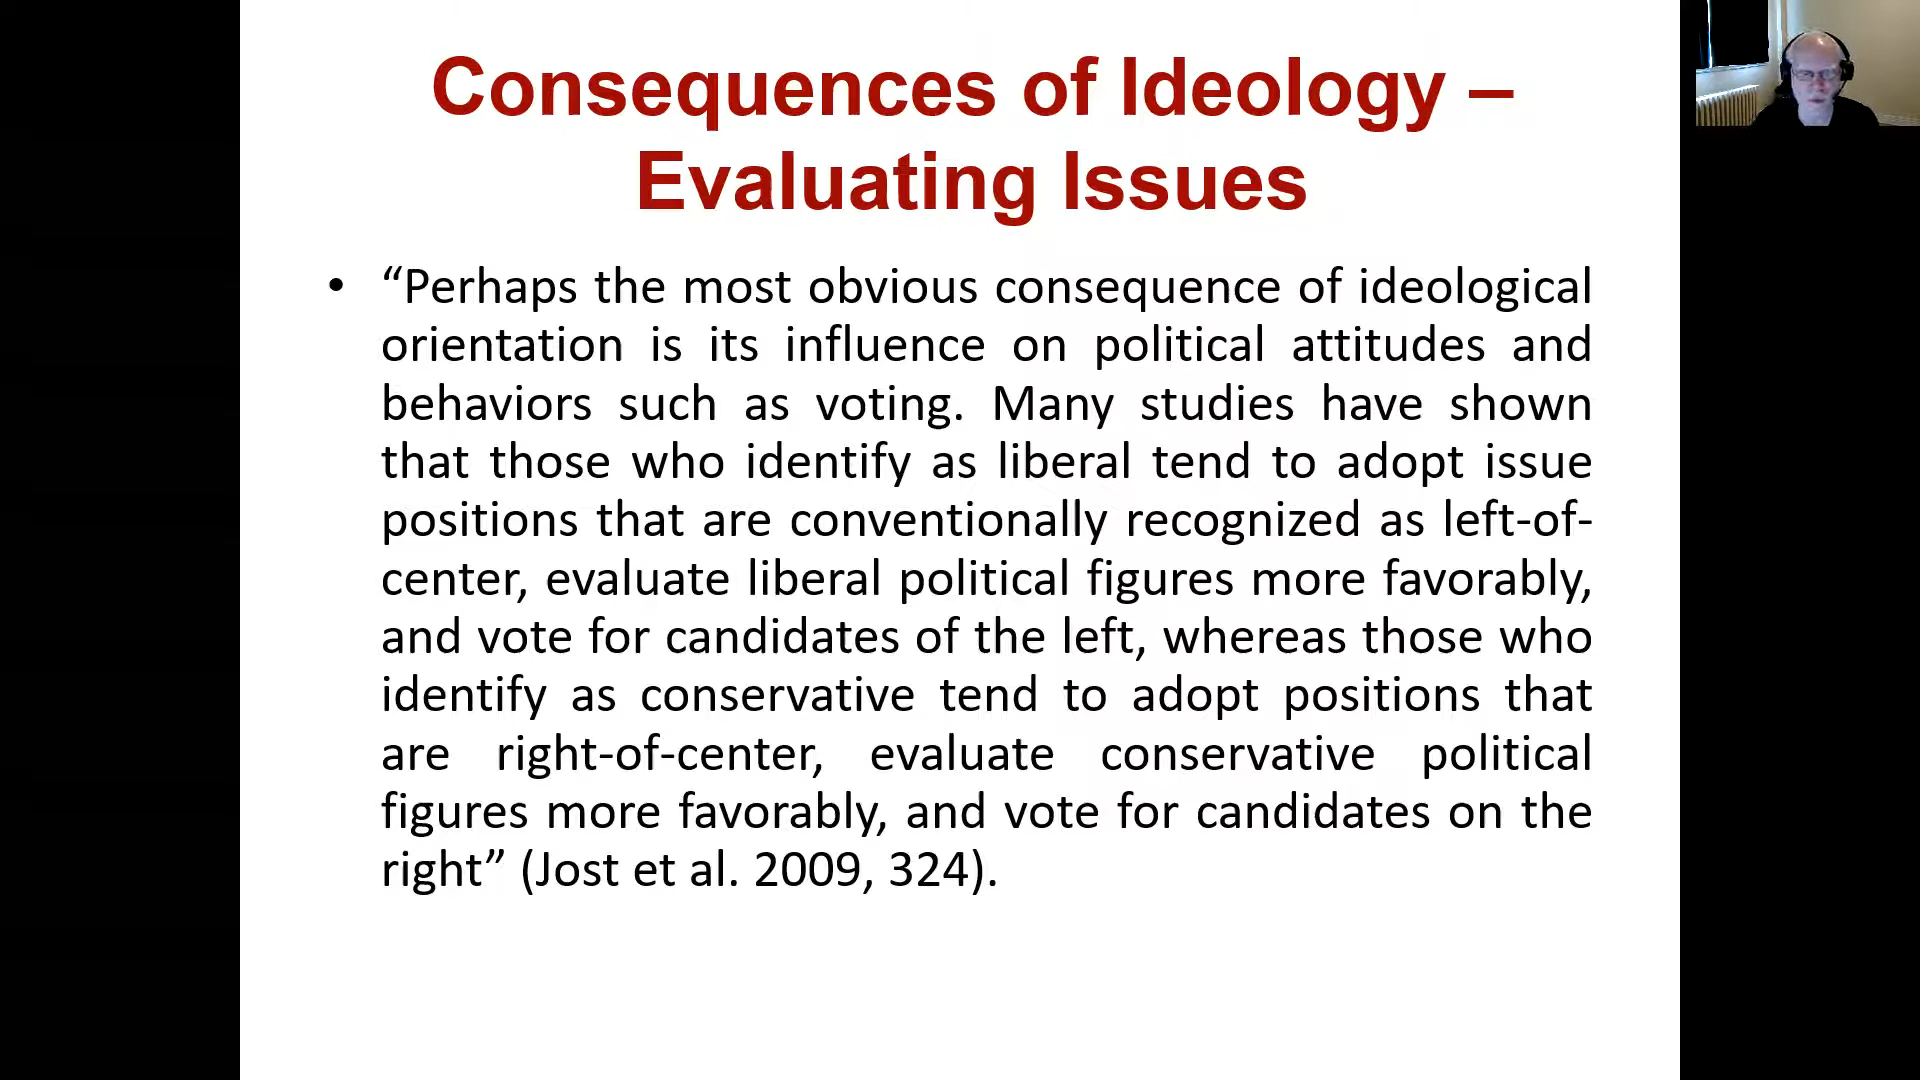 Consequences of Ideology –
Evaluating Issues
• “Perhaps the most obvious consequence of ideological
orientation is its influence on political attitudes and
behaviors such as voting. Many studies have shown
that those who identify as liberal tend to adopt issue
positions that are conventionally recognized as left-of-
center, evaluate liberal political figures more favorably,
and vote for candidates of the left, whereas those who
identify as conservative tend to adopt positions that
are right-of-center, evaluate conservative political
figures more favorably, and vote for candidates on the
right” (Jost et al. 2009, 324).